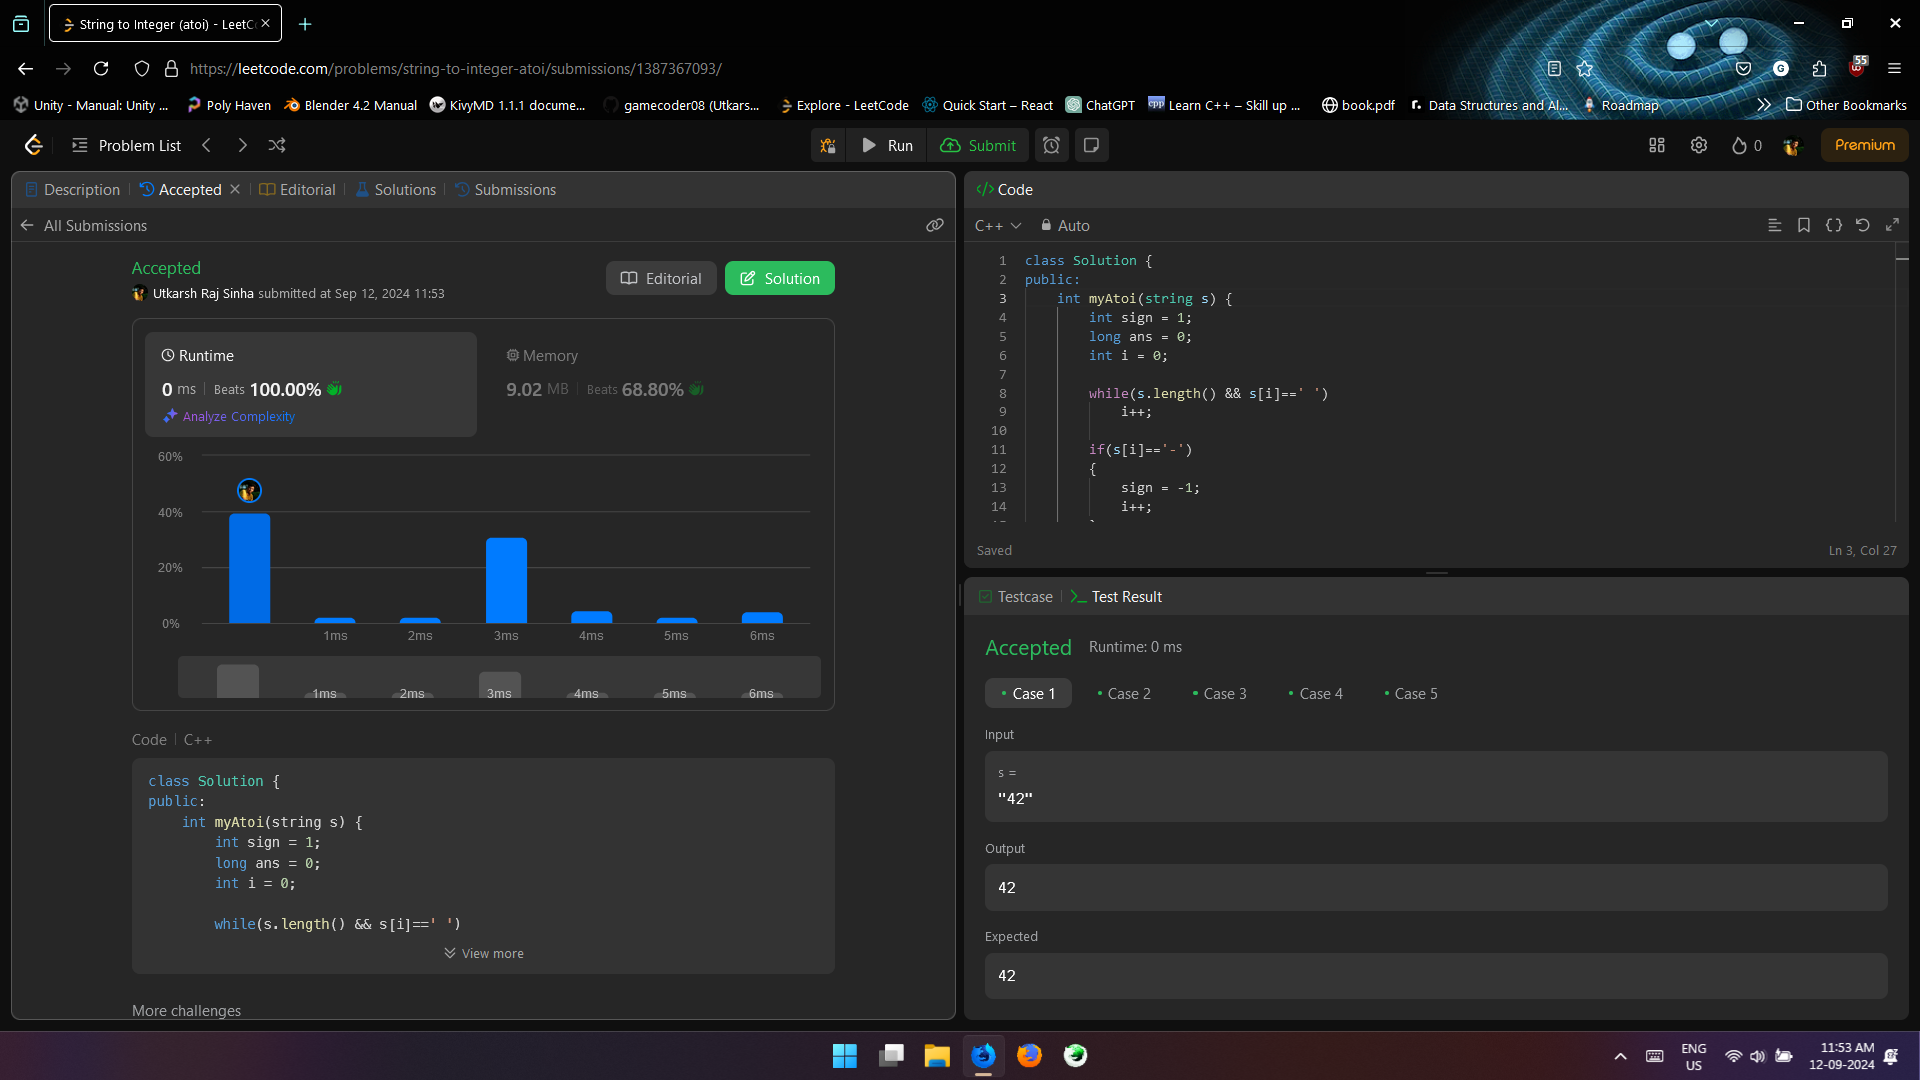 String to Integer (atoi) - LeetC
https://leetcode.com/problems/string-to-integer-atoi/submissions/1387367093/
55
Unity - Manual: Unity ...
Poly Haven
Blender 4.2 Manual
KivyMD 1.1.1 docume...
gamecoder08 (Utkars...
Explore - LeetCode
Quick Start – React
ChatGPT
Learn C++ – Skill up ...
book.pdf
Data Structures and Al...
Roadmap
Other Bookmarks
Problem List
Run
Submit
0
Premium
Description
Accepted
Editorial
Solutions
Submissions
All Submissions
Accepted
Utkarsh Raj Sinha submitted at Sep 12, 2024 11:53
Editorial
Solution
Runtime
0 ms | Beats 100.00%
Analyze Complexity
Memory
9.02 MB | Beats 68.80%
60%
40%
20%
0%
1ms 2ms 3ms 4ms 5ms 6ms
1ms 2ms 3ms 4ms 5ms 6ms
Code | C++
class Solution {
public:
    int myAtoi(string s) {
        int sign = 1;
        long ans = 0;
        int i = 0;
        while(s.length() && s[i]==' ')
View more
More challenges
</> Code
C++
Auto
1 class Solution {
2 public:
3     int myAtoi(string s) {
4         int sign = 1;
5         long ans = 0;
6         int i = 0;
7
8         while(s.length() && s[i]==' ')
9             i++;
10
11         if(s[i]=='-')
12         {
13             sign = -1;
14             i++;
Saved
Ln 3, Col 27
Testcase
Test Result
Accepted Runtime: 0 ms
Case 1
Case 2
Case 3
Case 4
Case 5
Input
s =
"42"
Output
42
Expected
42
ENG
US
11:53 AM
12-09-2024